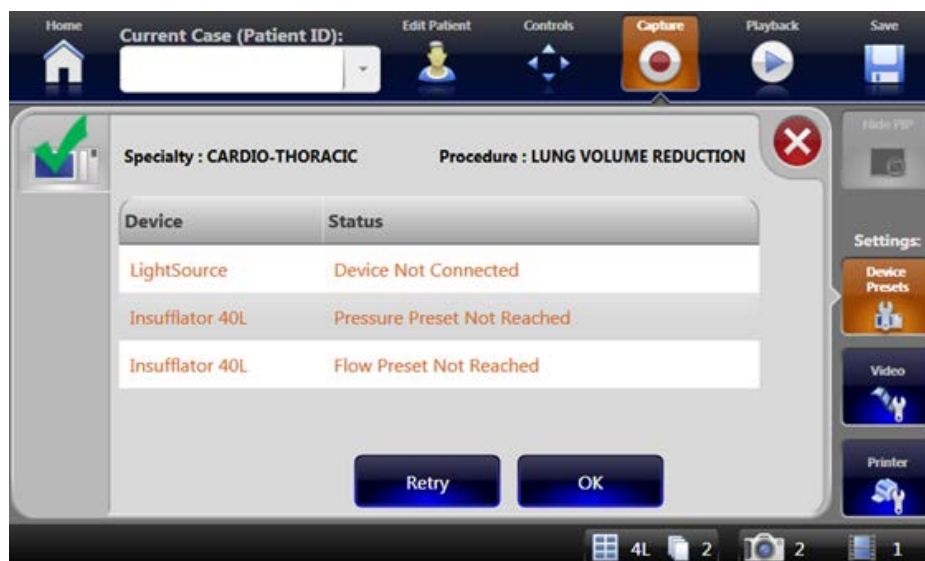 Home
Current Case (Patient ID):
Edit Patient
Controls
Capture
Playback
Save
Specialty : CARDIO-THORACIC
Procedure : LUNG VOLUME REDUCTION
Hide PIP
Device Status
LightSource Device Not Connected
Insufflator 40L Pressure Preset Not Reached
Insufflator 40L Flow Preset Not Reached
Settings:
Device
Presets
Video
Printer
Retry
OK
4L 2 2 1